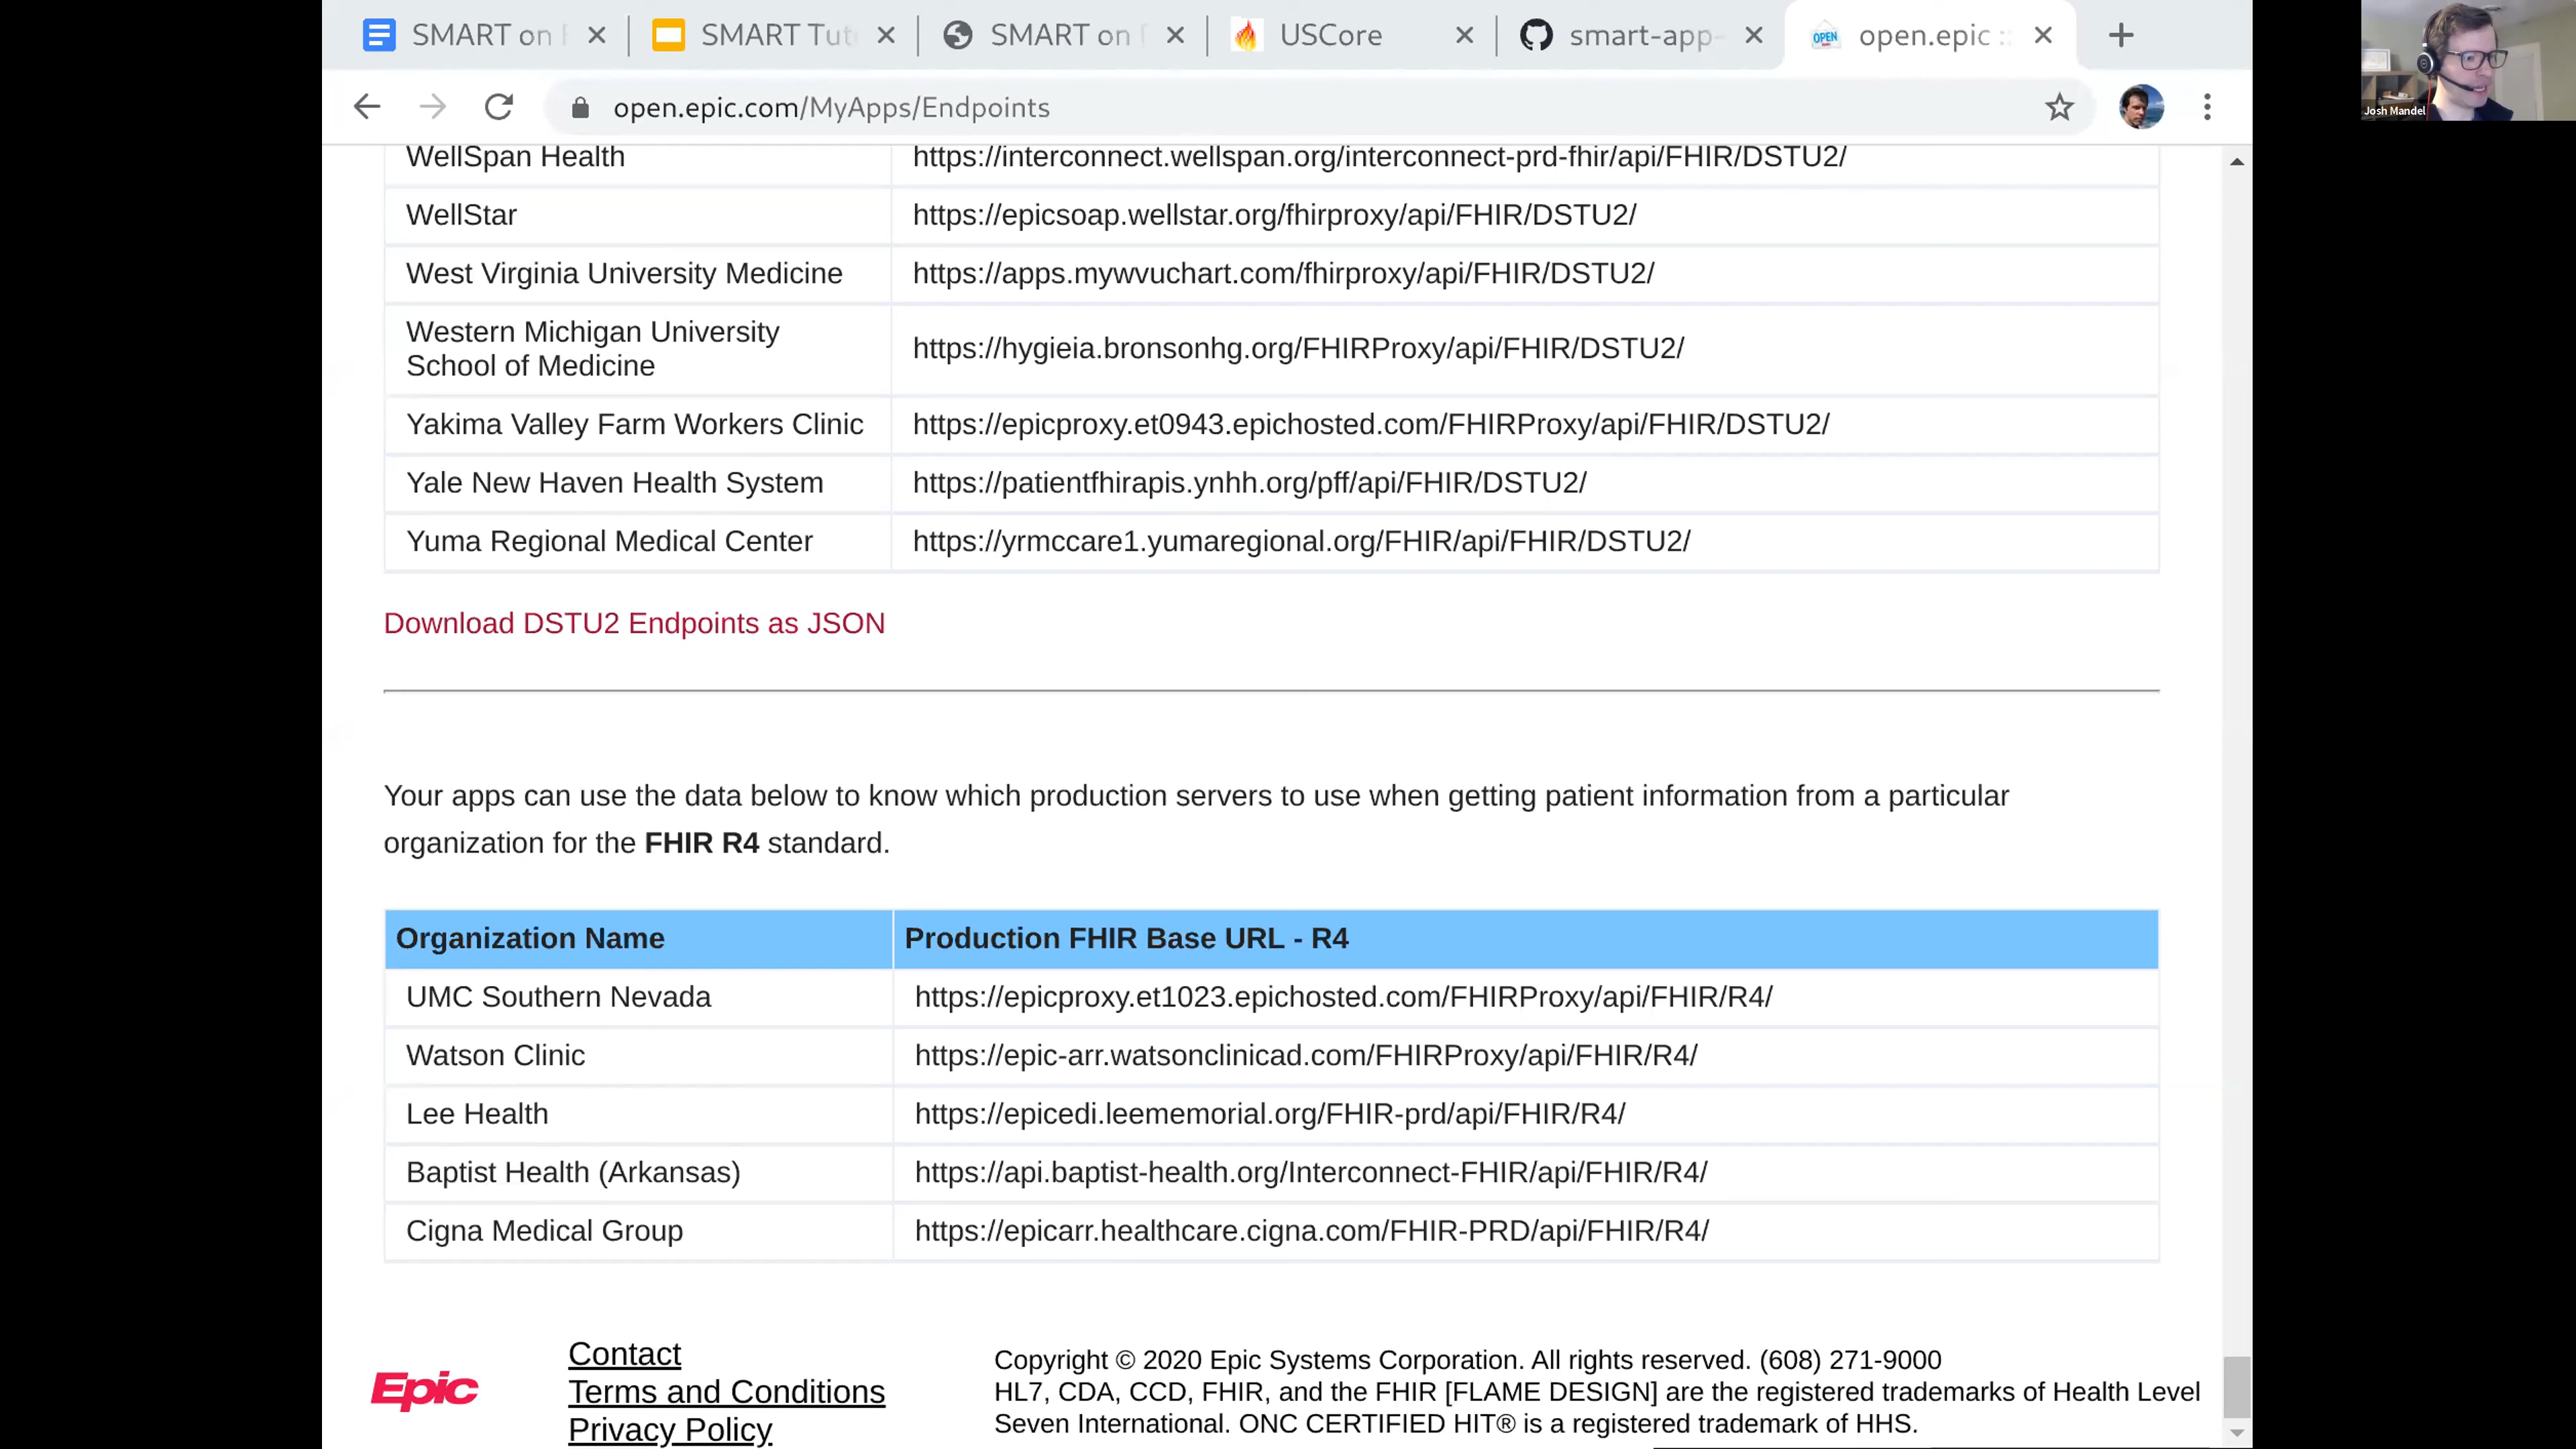 SMART on
SMART Tut
SMART on
USCore
smart-app-
OPEN
open.epic ::
Josh Mandel
open.epic.com/MyApps/Endpoints
WellSpan Health https://interconnect.wellspan.org/interconnect-prd-fhir/api/FHIR/DSTU2/
WellStar https://epicsoap.wellstar.org/fhirproxy/api/FHIR/DSTU2/
West Virginia University Medicine https://apps.mywvuchart.com/fhirproxy/api/FHIR/DSTU2/
Western Michigan University
School of Medicine https://hygieia.bronsonhg.org/FHIRProxy/api/FHIR/DSTU2/
Yakima Valley Farm Workers Clinic https://epicproxy.et0943.epichosted.com/FHIRProxy/api/FHIR/DSTU2/
Yale New Haven Health System https://patientfhirapis.ynhh.org/pff/api/FHIR/DSTU2/
Yuma Regional Medical Center https://yrmccare1.yumaregional.org/FHIR/api/FHIR/DSTU2/
Download DSTU2 Endpoints as JSON
Your apps can use the data below to know which production servers to use when getting patient information from a particular
organization for the FHIR R4 standard.
Organization Name Production FHIR Base URL - R4
UMC Southern Nevada https://epicproxy.et1023.epichosted.com/FHIRProxy/api/FHIR/R4/
Watson Clinic https://epic-arr.watsonclinicad.com/FHIRProxy/api/FHIR/R4/
Lee Health https://epicedi.leememorial.org/FHIR-prd/api/FHIR/R4/
Baptist Health (Arkansas) https://api.baptist-health.org/Interconnect-FHIR/api/FHIR/R4/
Cigna Medical Group https://epicarr.healthcare.cigna.com/FHIR-PRD/api/FHIR/R4/
Epic
Contact
Terms and Conditions
Privacy Policy
Copyright © 2020 Epic Systems Corporation. All rights reserved. (608) 271-9000
HL7, CDA, CCD, FHIR, and the FHIR [FLAME DESIGN] are the registered trademarks of Health Level
Seven International. ONC CERTIFIED HIT® is a registered trademark of HHS.